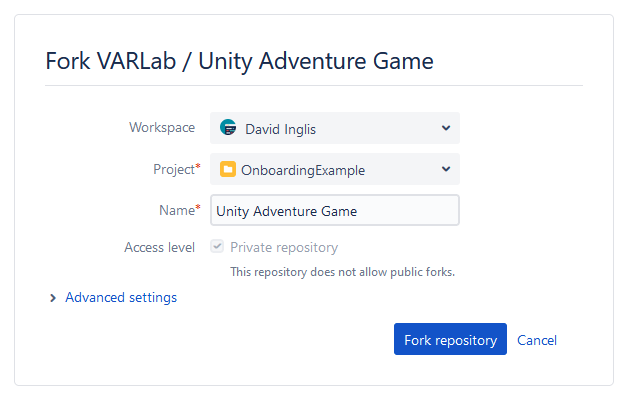 Fork VARLab / Unity Adventure Game
Workspace David Inglis
Project* OnboardingExample
Name* Unity Adventure Game
Access level Private repository
This repository does not allow public forks.
Advanced settings
Fork repository Cancel